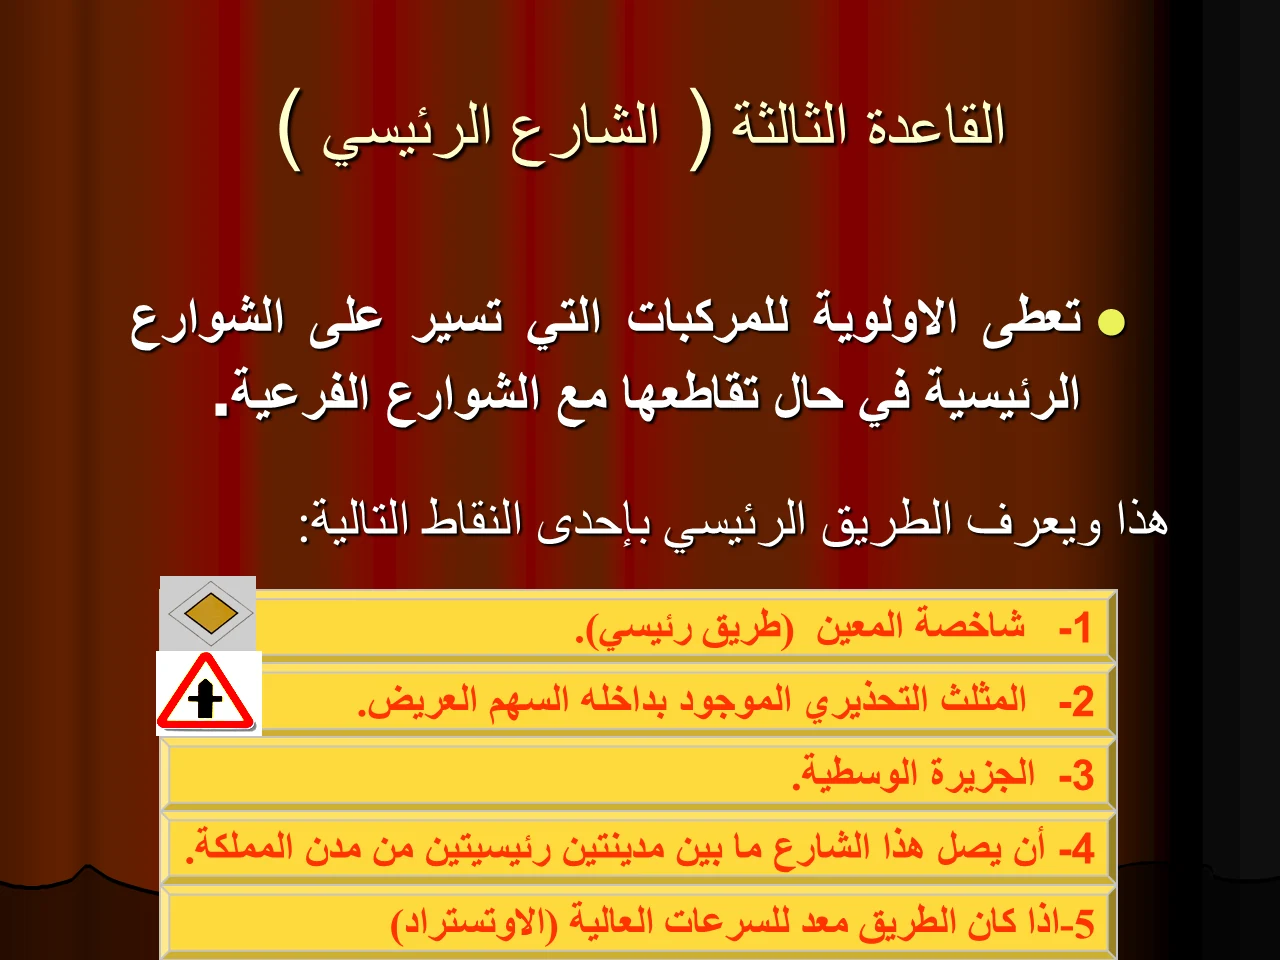 القاعدة الثالثة ( الشارع الرئيسي )
تعطى الاولوية للمركبات التي تسير على الشوارع
الرئيسية في حال تقاطعها مع الشوارع الفرعية.
هذا ويعرف الطريق الرئيسي بإحدى النقاط التالية:
1- شاخصة المعين (طريق رئيسي).
2- المثلث التحذيري الموجود بداخله السهم العريض.
3- الجزيرة الوسطية.
4- أن يصل هذا الشارع ما بين مدينتين رئيسيتين من مدن المملكة.
5-اذا كان الطريق معد للسرعات العالية (الاوتستراد)